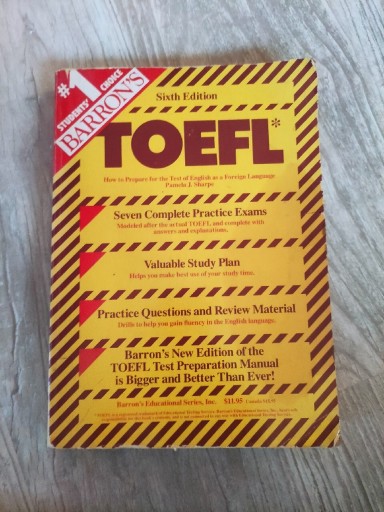 #1
STUDENTS' CHOICE
BARRON'S
Sixth Edition
TOEFL*
How to Prepare for the Test of English as a Foreign Language
Pamela J. Sharpe
Seven Complete Practice Exams
Modeled after the actual TOEFL and complete with
answers and explanations.
Valuable Study Plan
Helps you make best use of your study time.
Practice Questions and Review Material
Drills to help you gain fluency in the English language.
Barron's New Edition of the
TOEFL Test Preparation Manual
is Bigger and Better Than Ever!
Barron's Educational Series, Inc. $11.95